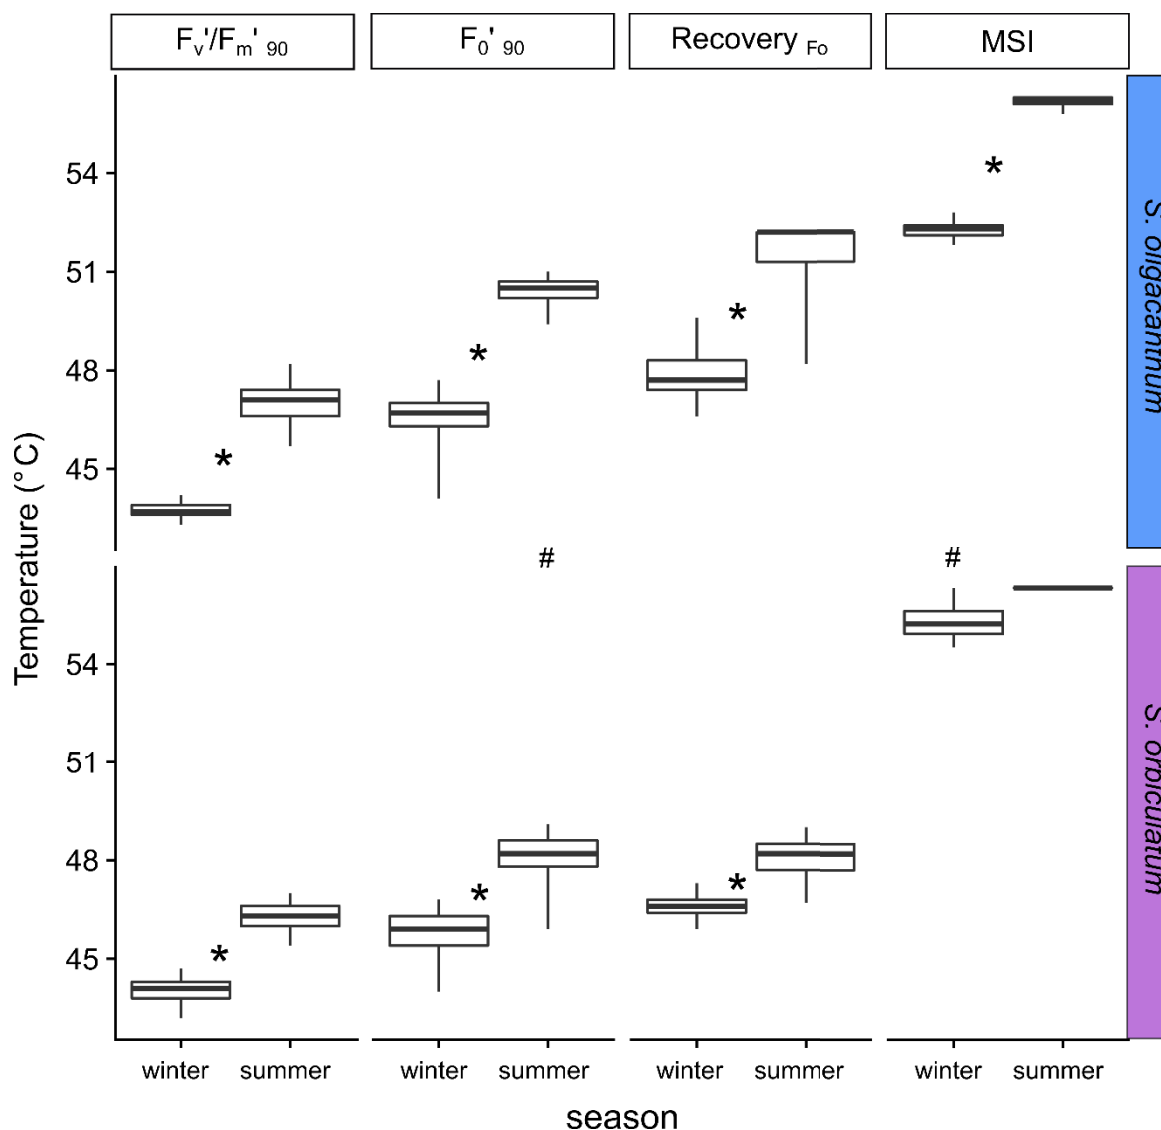 Fv'/Fm' 90
F0' 90
Recovery Fo
MSI
Temperature (°C)
54
51
48
45
*
*
*
*
S. oligacanthum
#
#
54
51
48
45
*
*
*
S. orbiculatum
winter summer
winter summer
winter summer
winter summer
season